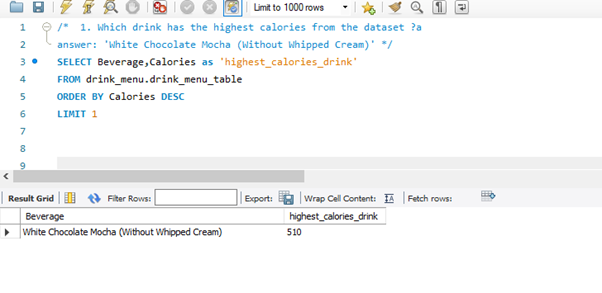 Limit to 1000 rows
1 /* 1. Which drink has the highest calories from the dataset ?a
2 answer: 'White Chocolate Mocha (Without Whipped Cream)' */
3 SELECT Beverage,Calories as 'highest_calories_drink'
4 FROM drink_menu.drink_menu_table
5 ORDER BY Calories DESC
6 LIMIT 1
7
8
9
Result Grid Filter Rows: Export: Wrap Cell Content: Fetch rows:
Beverage highest_calories_drink
White Chocolate Mocha (Without Whipped Cream) 510